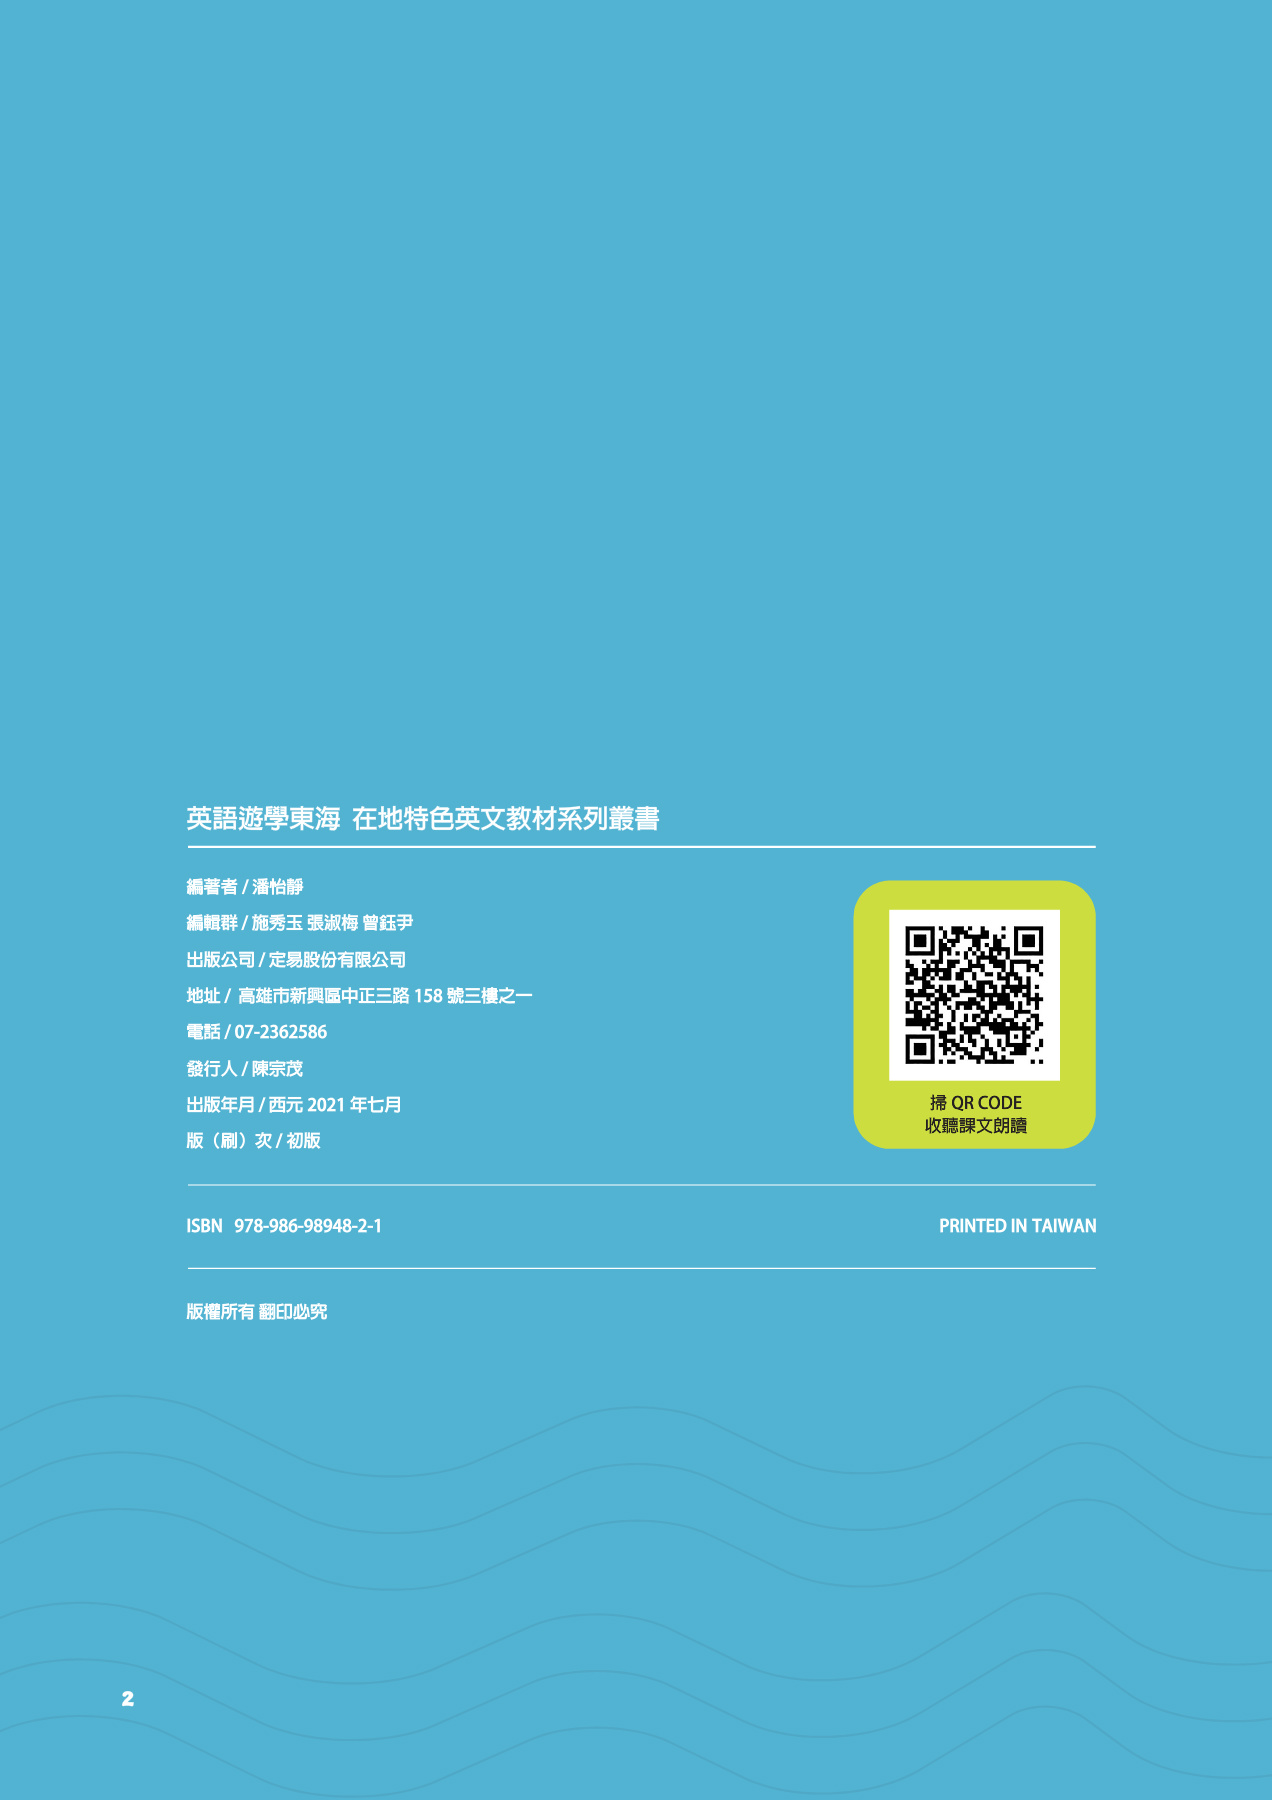 英語遊學東海 在地特色英文教材系列叢書
編著者 / 潘怡靜
編輯群 / 施秀玉 張淑梅 曾鈺尹
出版公司 / 定易股份有限公司
地址 / 高雄市新興區中正三路 158 號三樓之一
電話 / 07-2362586
發行人 / 陳宗茂
出版年月 / 西元 2021 年七月
版（刷）次 / 初版
掃 QR CODE
收聽課文朗讀
ISBN 978-986-98948-2-1
PRINTED IN TAIWAN
版權所有 翻印必究
2